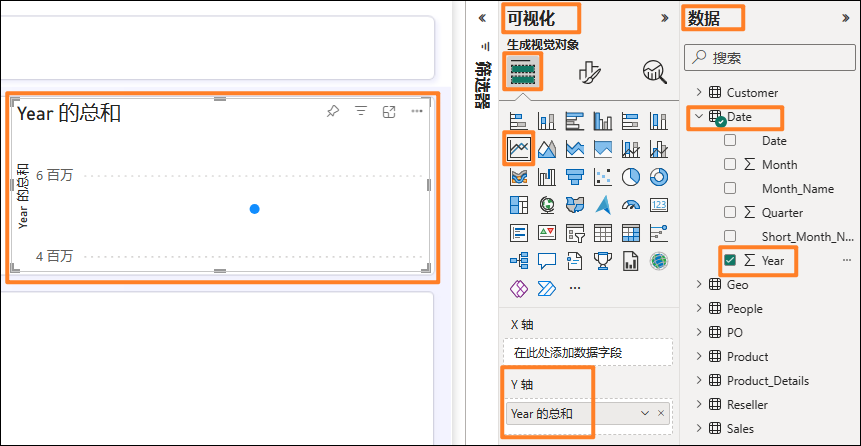 Year 的总和
Year 的总和
6 百万
4 百万
筛选器
可视化
生成视觉对象
123
X 轴
在此处添加数据字段
Y 轴
Year 的总和
数据
搜索
Customer
Date
Date
Month
Month_Name
Quarter
Short_Month_N...
Year
Geo
People
PO
Product
Product_Details
Reseller
Sales